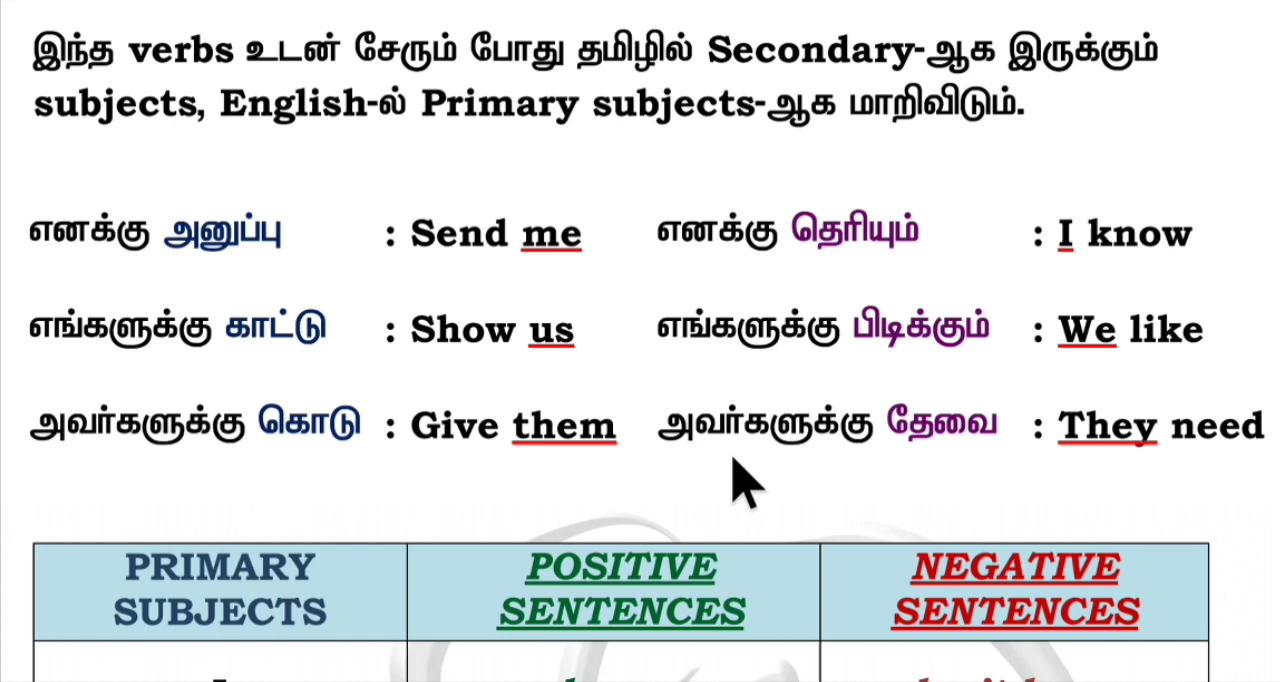 இந்த verbs உடன் சேரும் போது தமிழில் Secondary-ஆக இருக்கும்
subjects, English-ல் Primary subjects-ஆக மாறிவிடும்.
எனக்கு அனுப்பு : Send me எனக்கு தெரியும் : I know
எங்களுக்கு காட்டு : Show us எங்களுக்கு பிடிக்கும் : We like
அவர்களுக்கு கொடு : Give them அவர்களுக்கு தேவை : They need
PRIMARY SUBJECTS
POSITIVE SENTENCES
NEGATIVE SENTENCES